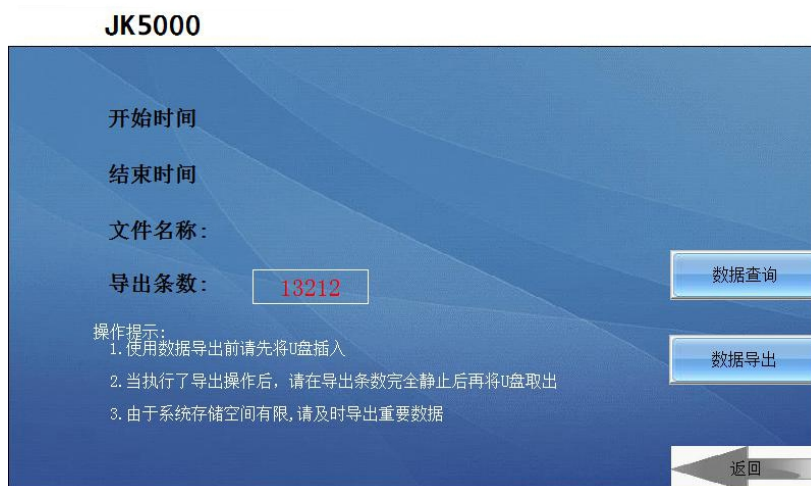 JK5000
开始时间
结束时间
文件名称:
导出条数: 13212
数据查询
操作提示:
1.使用数据导出前请先将U盘插入
数据导出
2.当执行了导出操作后，请在导出条数完全静止后再将U盘取出
3.由于系统存储空间有限,请及时导出重要数据
返回